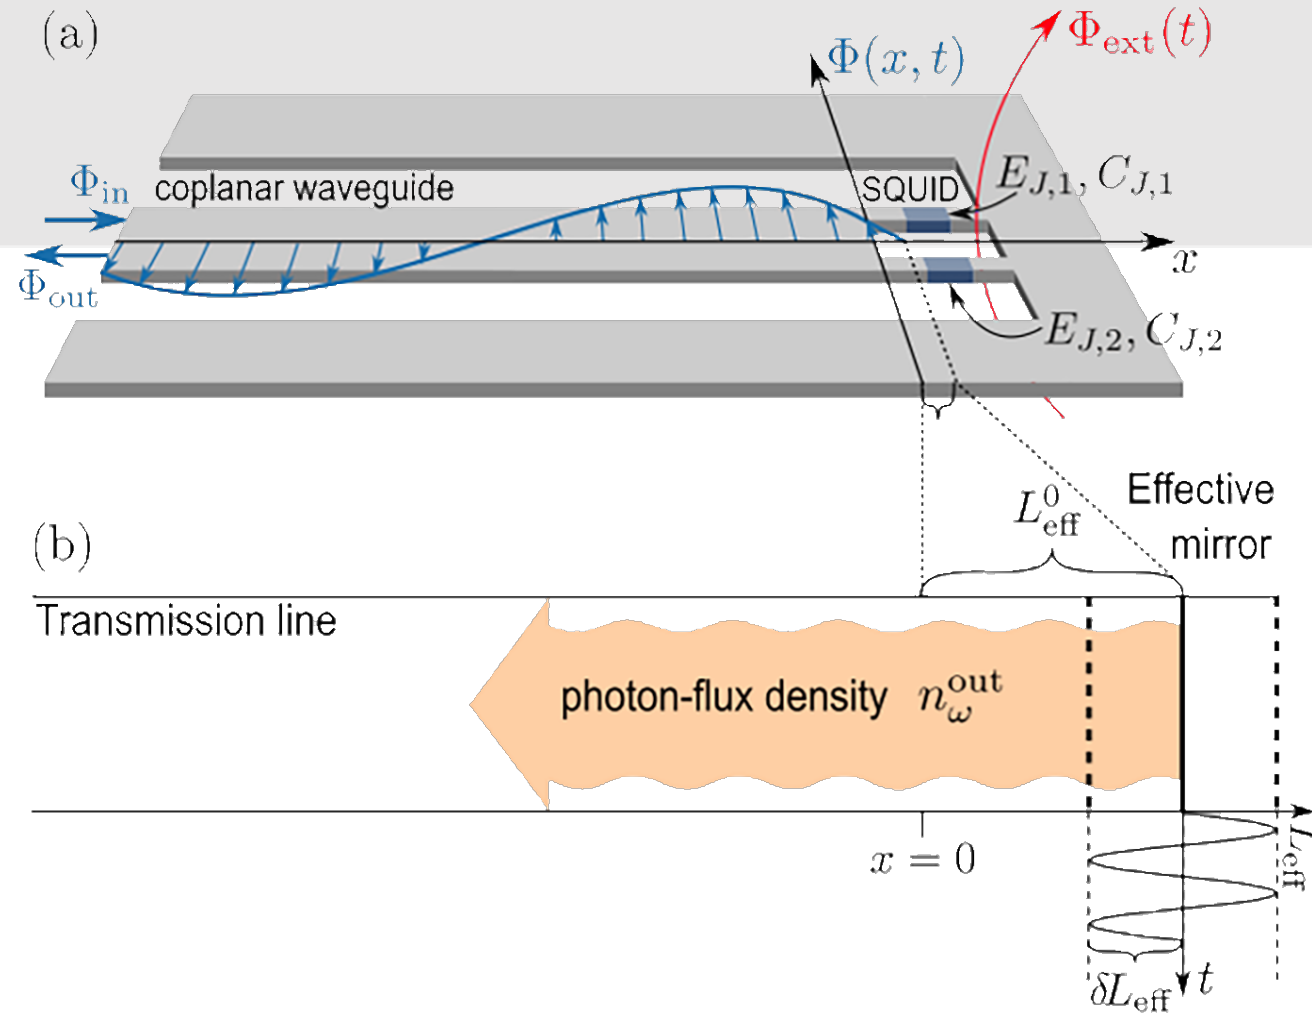 (a)
Φ(x, t)
Φext(t)
Φin
coplanar waveguide
SQUID
EJ,1, CJ,1
x
Φout
EJ,2, CJ,2
(b)
L⁰eff
Effective
mirror
Transmission line
photon-flux density nωout
x = 0
Leff
δLeff
t